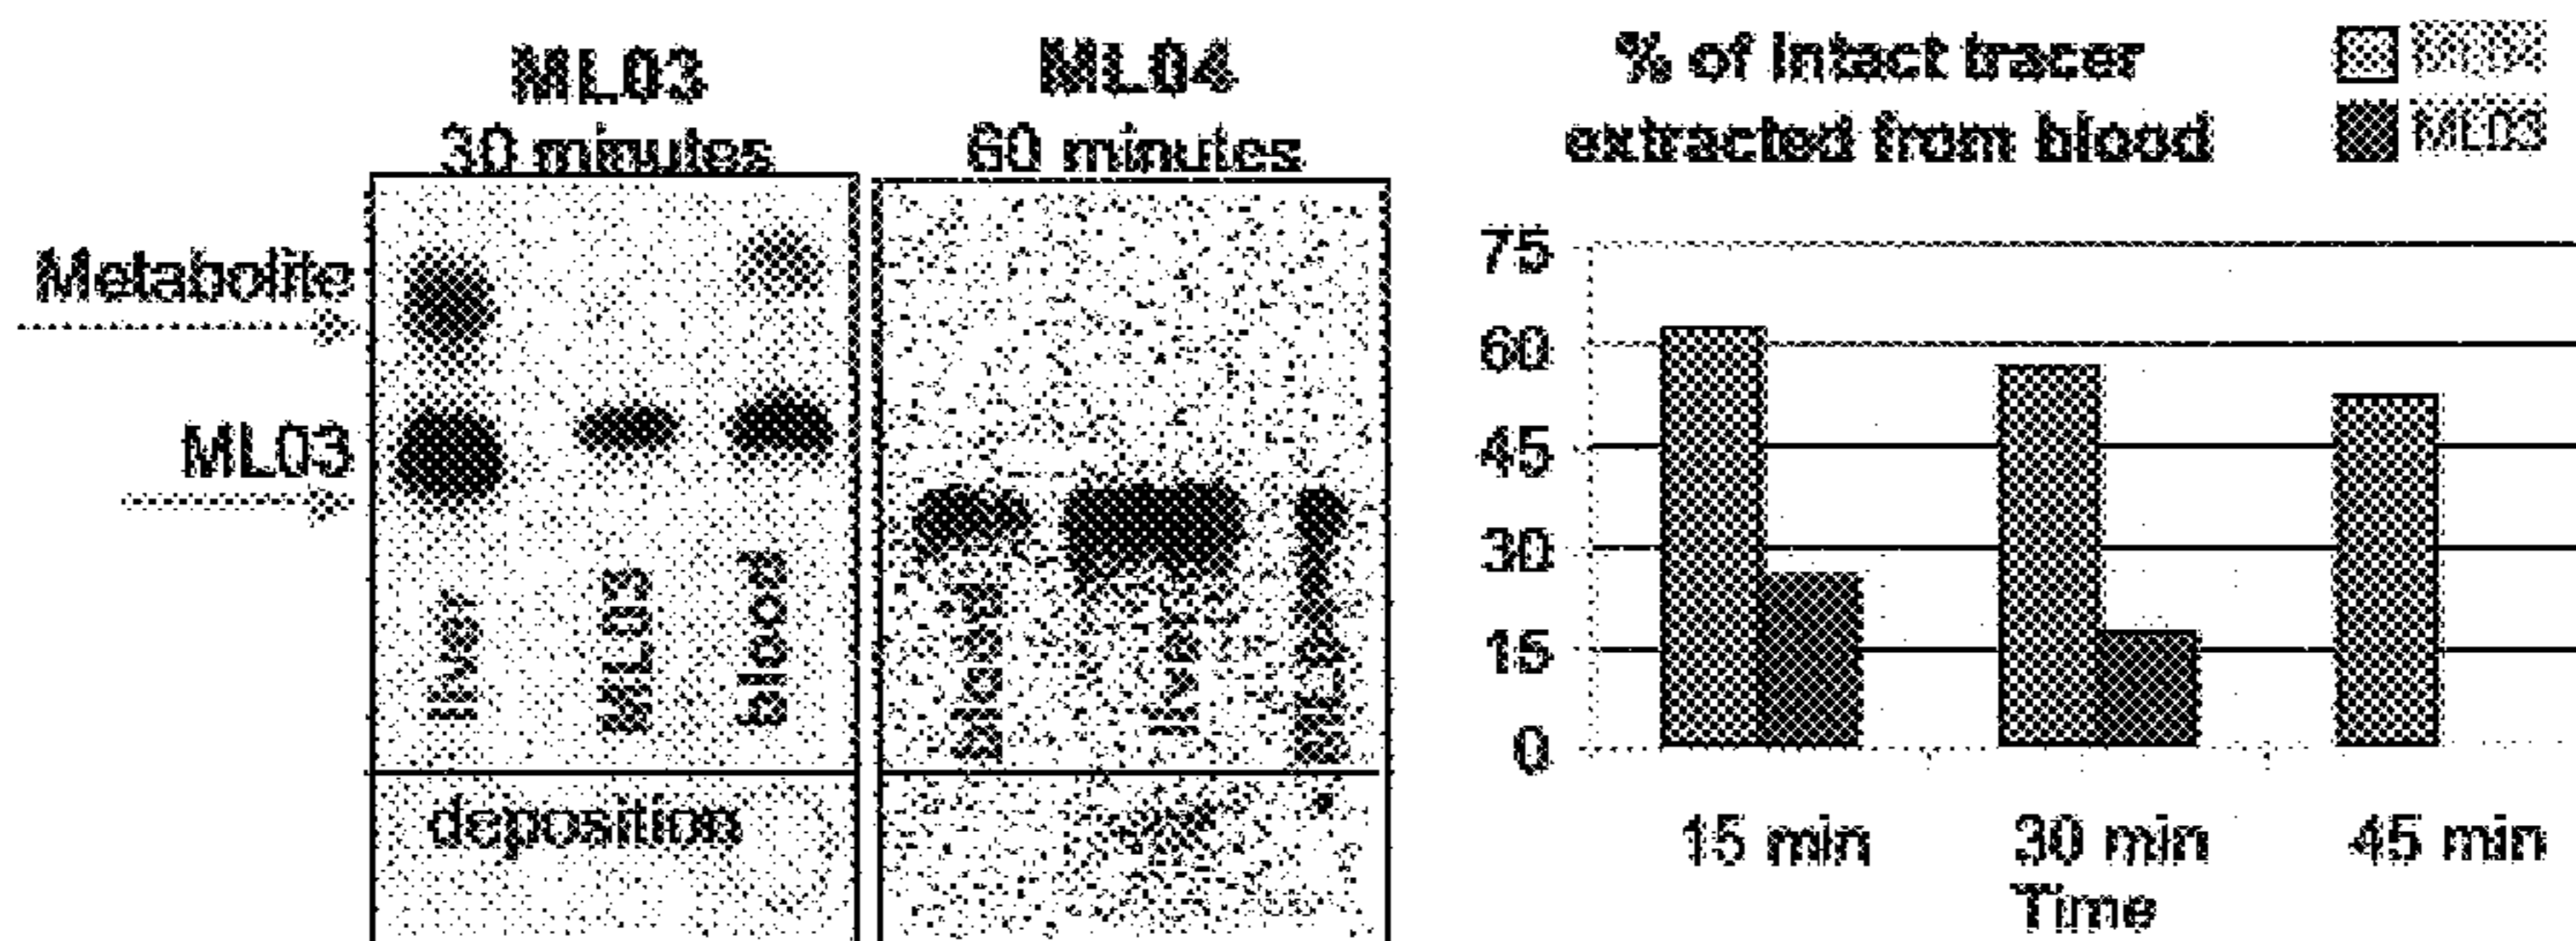 ML03
30 minutes
Metabolite
ML03
liver
ML03
blood
deposition
ML04
60 minutes
blood
liver
% of intact tracer
extracted from blood
ML04
ML03
75
60
45
30
15
0
15 min
30 min
45 min
Time